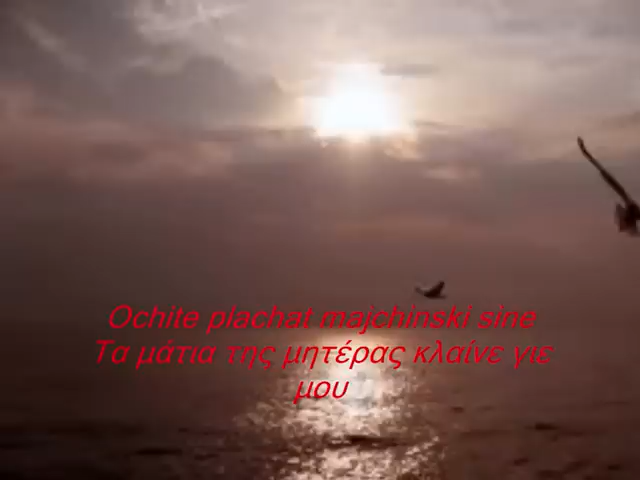 Ochite plachat majchinski sine
Τα μάτια της μητέρας κλαίνε γιε
μου